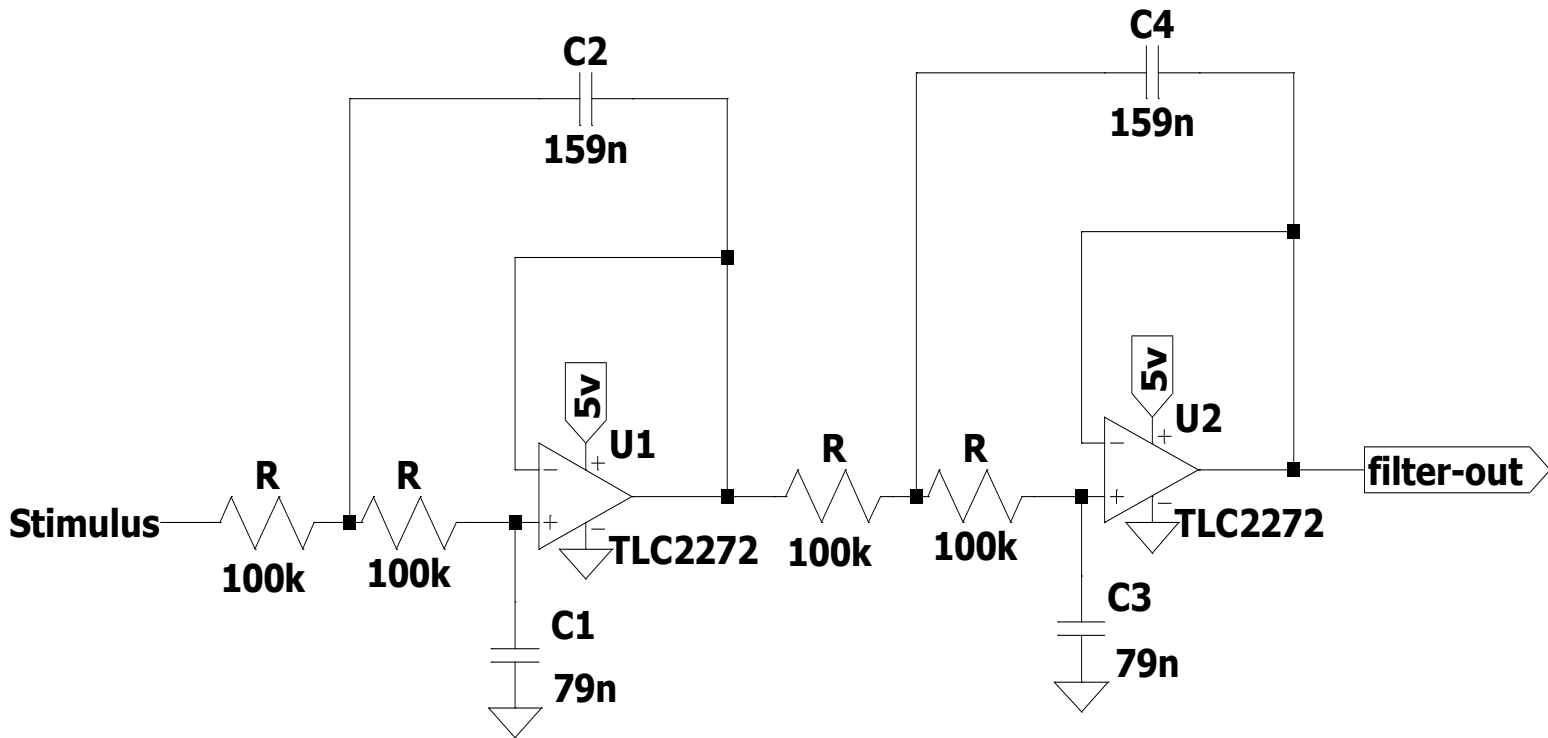 C2
159n
C4
159n
5v
U1
5v
U2
R
R
R
R
Stimulus
100k
100k
TLC2272
100k
100k
TLC2272
filter-out
C1
79n
C3
79n